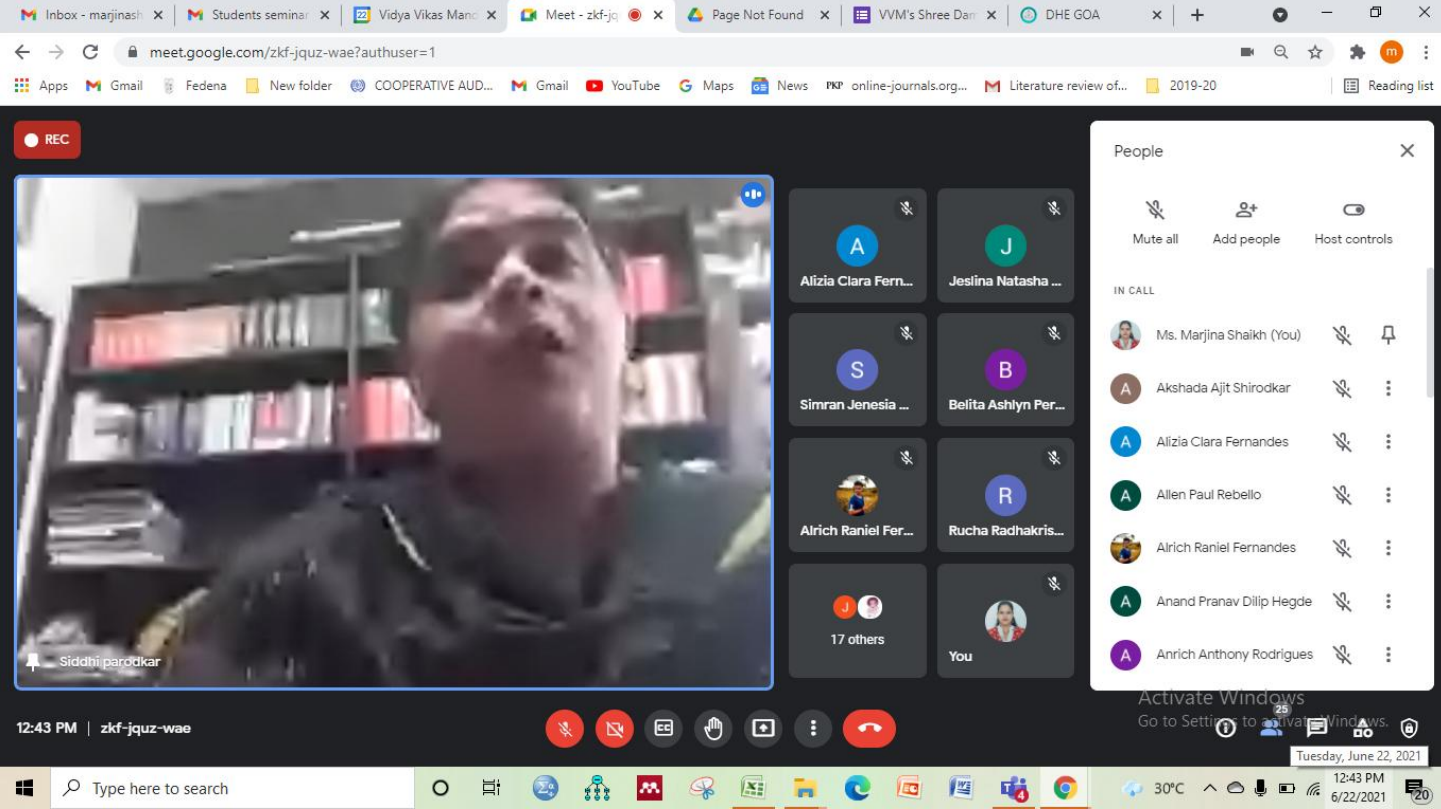 Inbox - marjinash
Students seminar
22
Vidya Vikas Mand
Meet - zkf-jq
Page Not Found
VVM's Shree Dam
DHE GOA
meet.google.com/zkf-jquz-wae?authuser=1
m
Apps
Gmail
Fedena
New folder
COOPERATIVE AUD...
Gmail
YouTube
Maps
News
PKP online-journals.org...
Literature review of...
2019-20
Reading list
REC
Siddhi parodkar
A
Alizia Clara Fern...
J
Jeslina Natasha ...
S
Simran Jenesia ...
B
Belita Ashlyn Per...
Alrich Raniel Fer...
R
Rucha Radhakris...
J
17 others
You
People
Mute all
Add people
Host controls
IN CALL
Ms. Marjina Shaikh (You)
A Akshada Ajit Shirodkar
A Alizia Clara Fernandes
A Allen Paul Rebello
Alrich Raniel Fernandes
A Anand Pranav Dilip Hegde
A Anrich Anthony Rodrigues
Activate Windows
Go to Settings to activate Windows.
12:43 PM | zkf-jquz-wae
CC
25
Tuesday, June 22, 2021
Type here to search
4
30°C
12:43 PM
6/22/2021
20